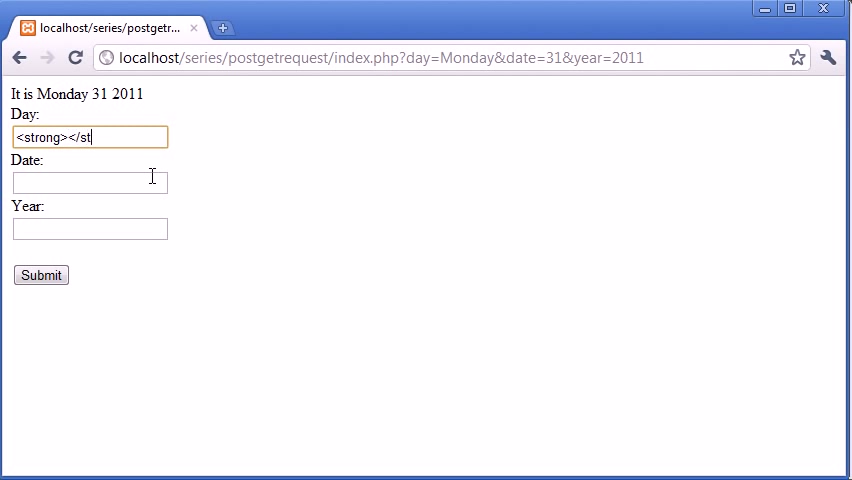 localhost/series/postgetr...
localhost/series/postgetrequest/index.php?day=Monday&date=31&year=2011
It is Monday 31 2011
Day:
<strong></st
Date:
Year:
Submit